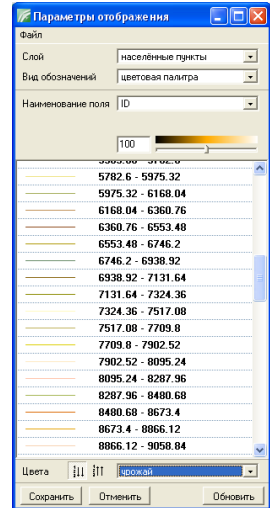 Параметры отображения
Файл
Слой населённые пункты
Вид обозначений цветовая палитра
Наименование поля ID
100
5782.6 - 5975.32
5975.32 - 6168.04
6168.04 - 6360.76
6360.76 - 6553.48
6553.48 - 6746.2
6746.2 - 6938.92
6938.92 - 7131.64
7131.64 - 7324.36
7324.36 - 7517.08
7517.08 - 7709.8
7709.8 - 7902.52
7902.52 - 8095.24
8095.24 - 8287.96
8287.96 - 8480.68
8480.68 - 8673.4
8673.4 - 8866.12
8866.12 - 9058.84
Цвета урожай
Сохранить Отменить Обновить